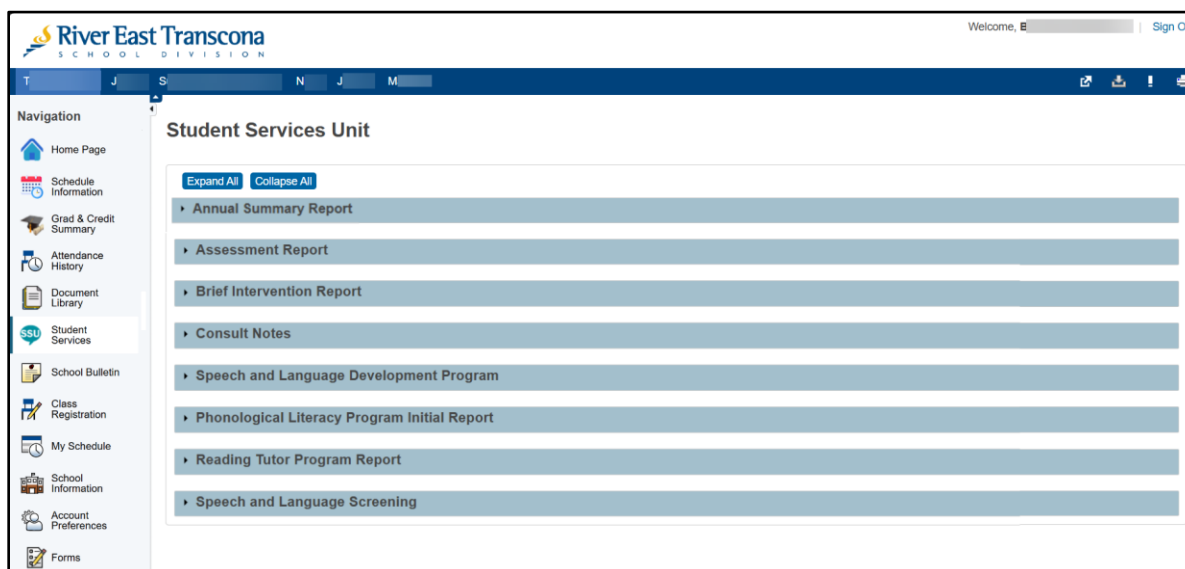 River East Transcona
SCHOOL DIVISION
Welcome, B
Sign O
T J S N J M
Navigation
Home Page
Schedule
Information
Grad & Credit
Summary
Attendance
History
Document
Library
SSU
Student
Services
School Bulletin
Class
Registration
My Schedule
School
Information
Account
Preferences
Forms
Student Services Unit
Expand All Collapse All
Annual Summary Report
Assessment Report
Brief Intervention Report
Consult Notes
Speech and Language Development Program
Phonological Literacy Program Initial Report
Reading Tutor Program Report
Speech and Language Screening